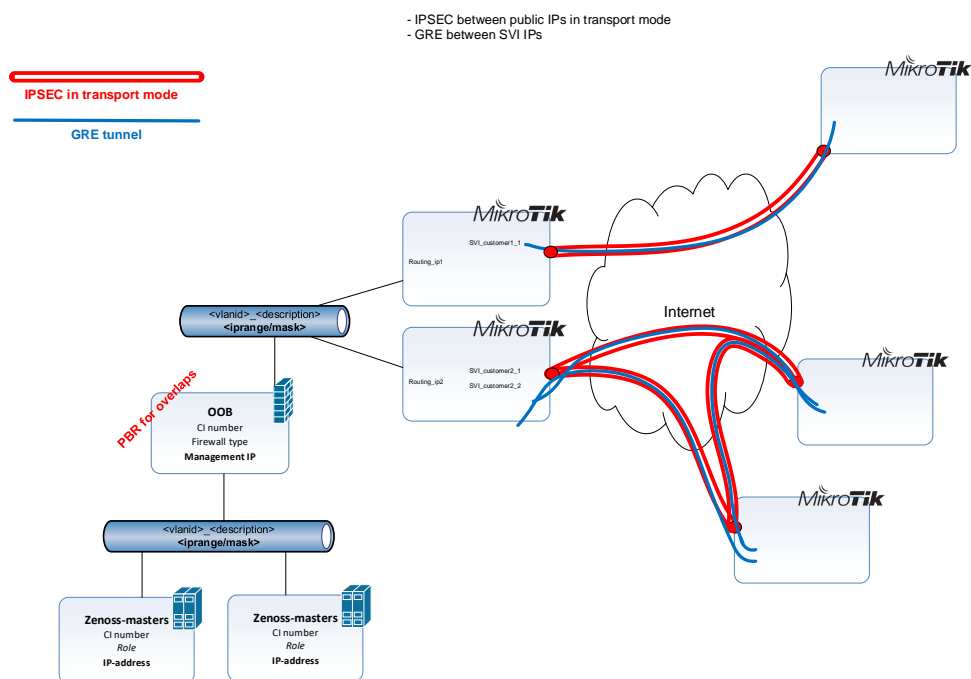 - IPSEC between public IPs in transport mode
- GRE between SVI IPs
MikroTik
IPSEC in transport mode
GRE tunnel
MikroTik
SVI_customer1_1
Routing_ip1
<vlanid>_<description>
<iprange/mask>
Internet
MikroTik
SVI_customer2_1
Routing_ip2
SVI_customer2_2
MikroTik
PBR for overlaps
OOB
CI number
Firewall type
Management IP
MikroTik
<vlanid>_<description>
<iprange/mask>
Zenoss-masters
CI number
Role
IP-address
Zenoss-masters
CI number
Role
IP-address